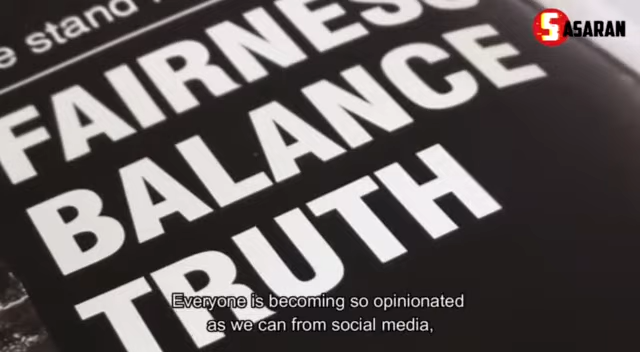 e stand
SASARAN
FAIRNESS
BALANCE
TRUTH
Everyone is becoming so opinionated
as we can from social media,